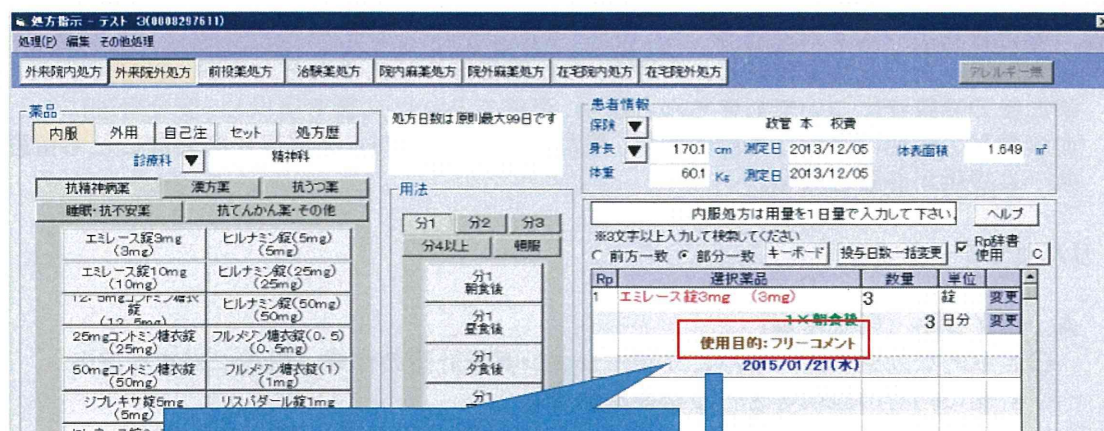 処方指示 - テスト 3(0008297611)
処理(P) 編集 その他処理
外来院内処方 外来院外処方 前投薬処方 治験薬処方 院内麻薬処方 院外麻薬処方 在宅院内処方 在宅院外処方 アレルギー無
薬品
内服 外用 自己注 セット 処方歴
診療科 ▼ 精神科
抗精神病薬 漢方薬 抗うつ薬
睡眠・抗不安薬 抗てんかん薬・その他
エミレース錠3mg
(3mg)
ヒルナミン錠(5mg)
(5mg)
エミレース錠10mg
(10mg)
ヒルナミン錠(25mg)
(25mg)
12.5mgコントミン糖衣
錠
(12.5mg)
ヒルナミン錠(50mg)
(50mg)
25mgコントミン糖衣錠
(25mg)
フルメジン糖衣錠(0.5)
(0.5mg)
50mgコントミン糖衣錠
(50mg)
フルメジン糖衣錠(1)
(1mg)
ジプレキサ錠5mg
(5mg)
リスパダール錠1mg
処方日数は原則最大99日です
用法
分1 分2 分3
分4以上 頓服
分1
朝食後
分1
昼食後
分1
夕食後
分1
患者情報
保険 ▼ 政管 本 役費
身長 ▼ 170.1 cm 測定日 2013/12/05 体表面積 1.649 ㎡
体重 60.1 Kg 測定日 2013/12/05
内服処方は用量を1日量で入力して下さい。 ヘルプ
※3文字以上入力して検索してください
前方一致 部分一致 キーボード 投与日数一括変更 Rp辞書使用 C
Rp 選択薬品 数量 単位
1 エミレース錠3mg (3mg) 3 錠 変更
1×朝食後 3 日分 変更
使用目的:フリーコメント
2015/01/21(水)